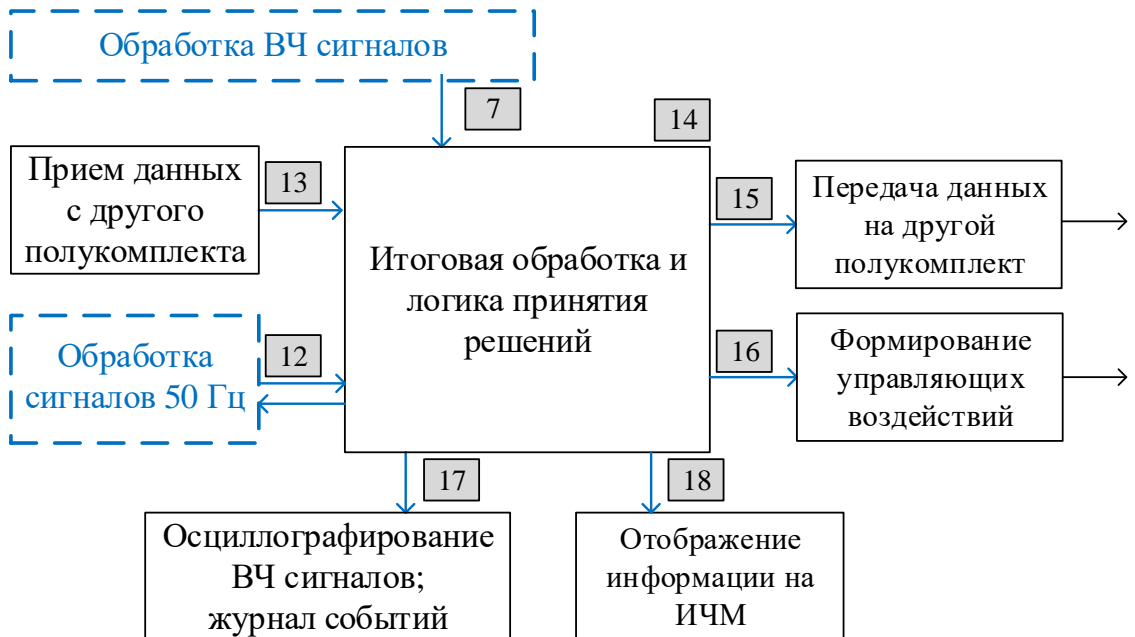 Обработка ВЧ сигналов
7
14
Прием данных
с другого
полукомплекта
13
Итоговая обработка и
логика принятия
решений
15
Передача данных
на другой
полукомплект
Обработка
сигналов 50 Гц
12
16
Формирование
управляющих
воздействий
17
18
Осциллографирование
ВЧ сигналов;
журнал событий
Отображение
информации на
ИЧМ